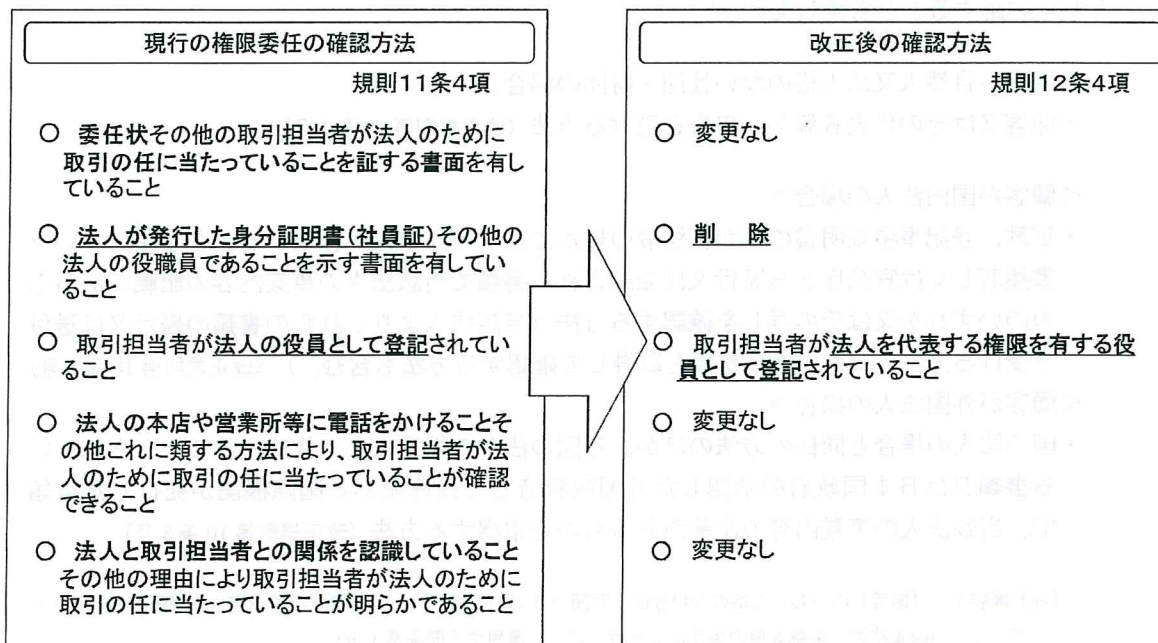 現行の権限委任の確認方法
規則11条4項
○ 委任状その他の取引担当者が法人のために
取引の任に当たっていることを証する書面を有し
ていること
○ 法人が発行した身分証明書(社員証)その他の
法人の役職員であることを示す書面を有してい
ること
○ 取引担当者が法人の役員として登記されてい
ること
○ 法人の本店や営業所等に電話をかけることそ
の他これに類する方法により、取引担当者が法
人のために取引の任に当たっていることが確認
できること
○ 法人と取引担当者との関係を認識していること
その他の理由により取引担当者が法人のために
取引の任に当たっていることが明らかであること
改正後の確認方法
規則12条4項
○ 変更なし
○ 削 除
○ 取引担当者が法人を代表する権限を有する役
員として登記されていること
○ 変更なし
○ 変更なし